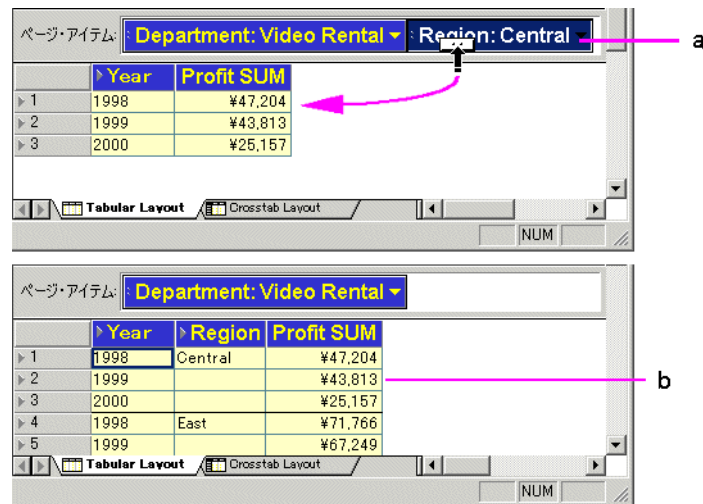 ページ・アイテム: Department: Video Rental Region: Central a
Year Profit SUM
1 1998 ¥47,204
2 1999 ¥43,813
3 2000 ¥25,157
Tabular Layout Crosstab Layout
NUM
ページ・アイテム: Department: Video Rental
Year Region Profit SUM
1 1998 Central ¥47,204
2 1999 ¥43,813 b
3 2000 ¥25,157
4 1998 East ¥71,766
5 1999 ¥67,249
Tabular Layout Crosstab Layout
NUM